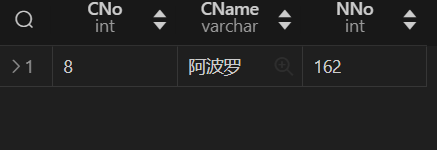 CNo CName NNo
int varchar int
1 8 阿波罗 162